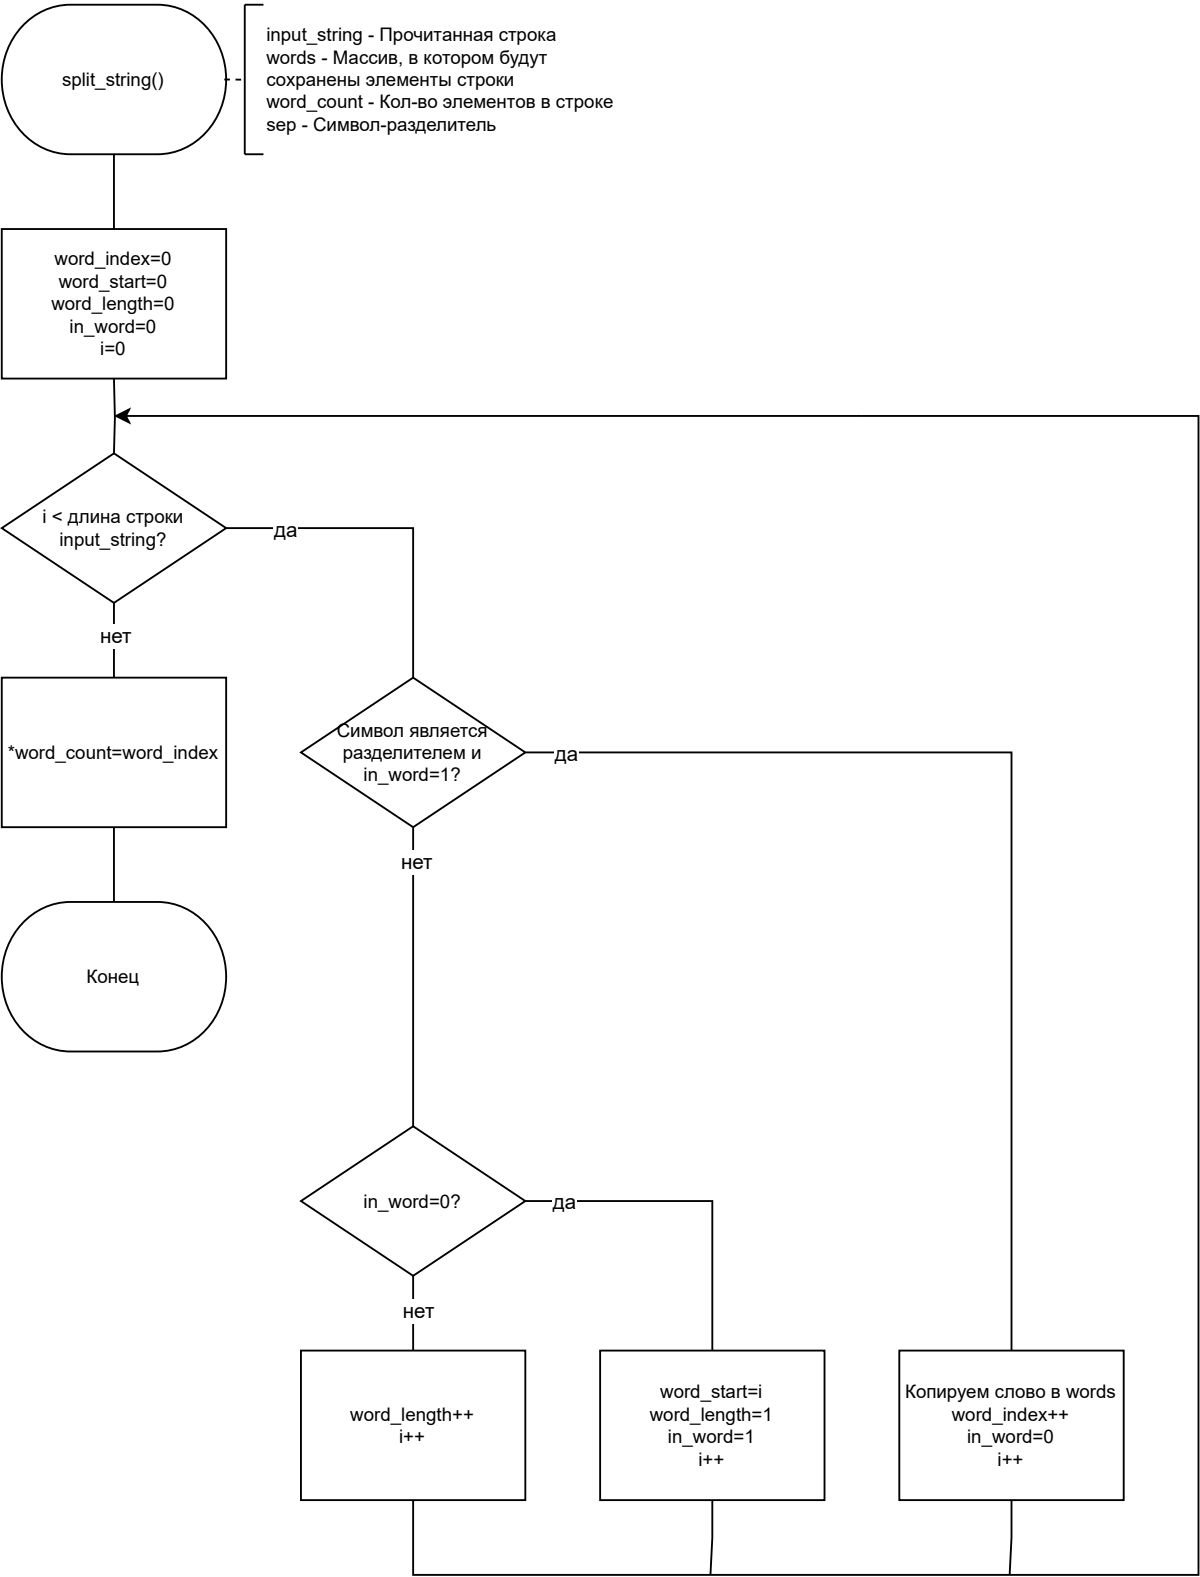 split_string()
input_string - Прочитанная строка
words - Массив, в котором будут
сохранены элементы строки
word_count - Кол-во элементов в строке
sep - Символ-разделитель
word_index=0
word_start=0
word_length=0
in_word=0
i=0
i < длина строки
input_string?
да
нет
*word_count=word_index
Конец
Символ является
разделителем и
in_word=1?
да
нет
in_word=0?
да
нет
word_length++
i++
word_start=i
word_length=1
in_word=1
i++
Копируем слово в words
word_index++
in_word=0
i++